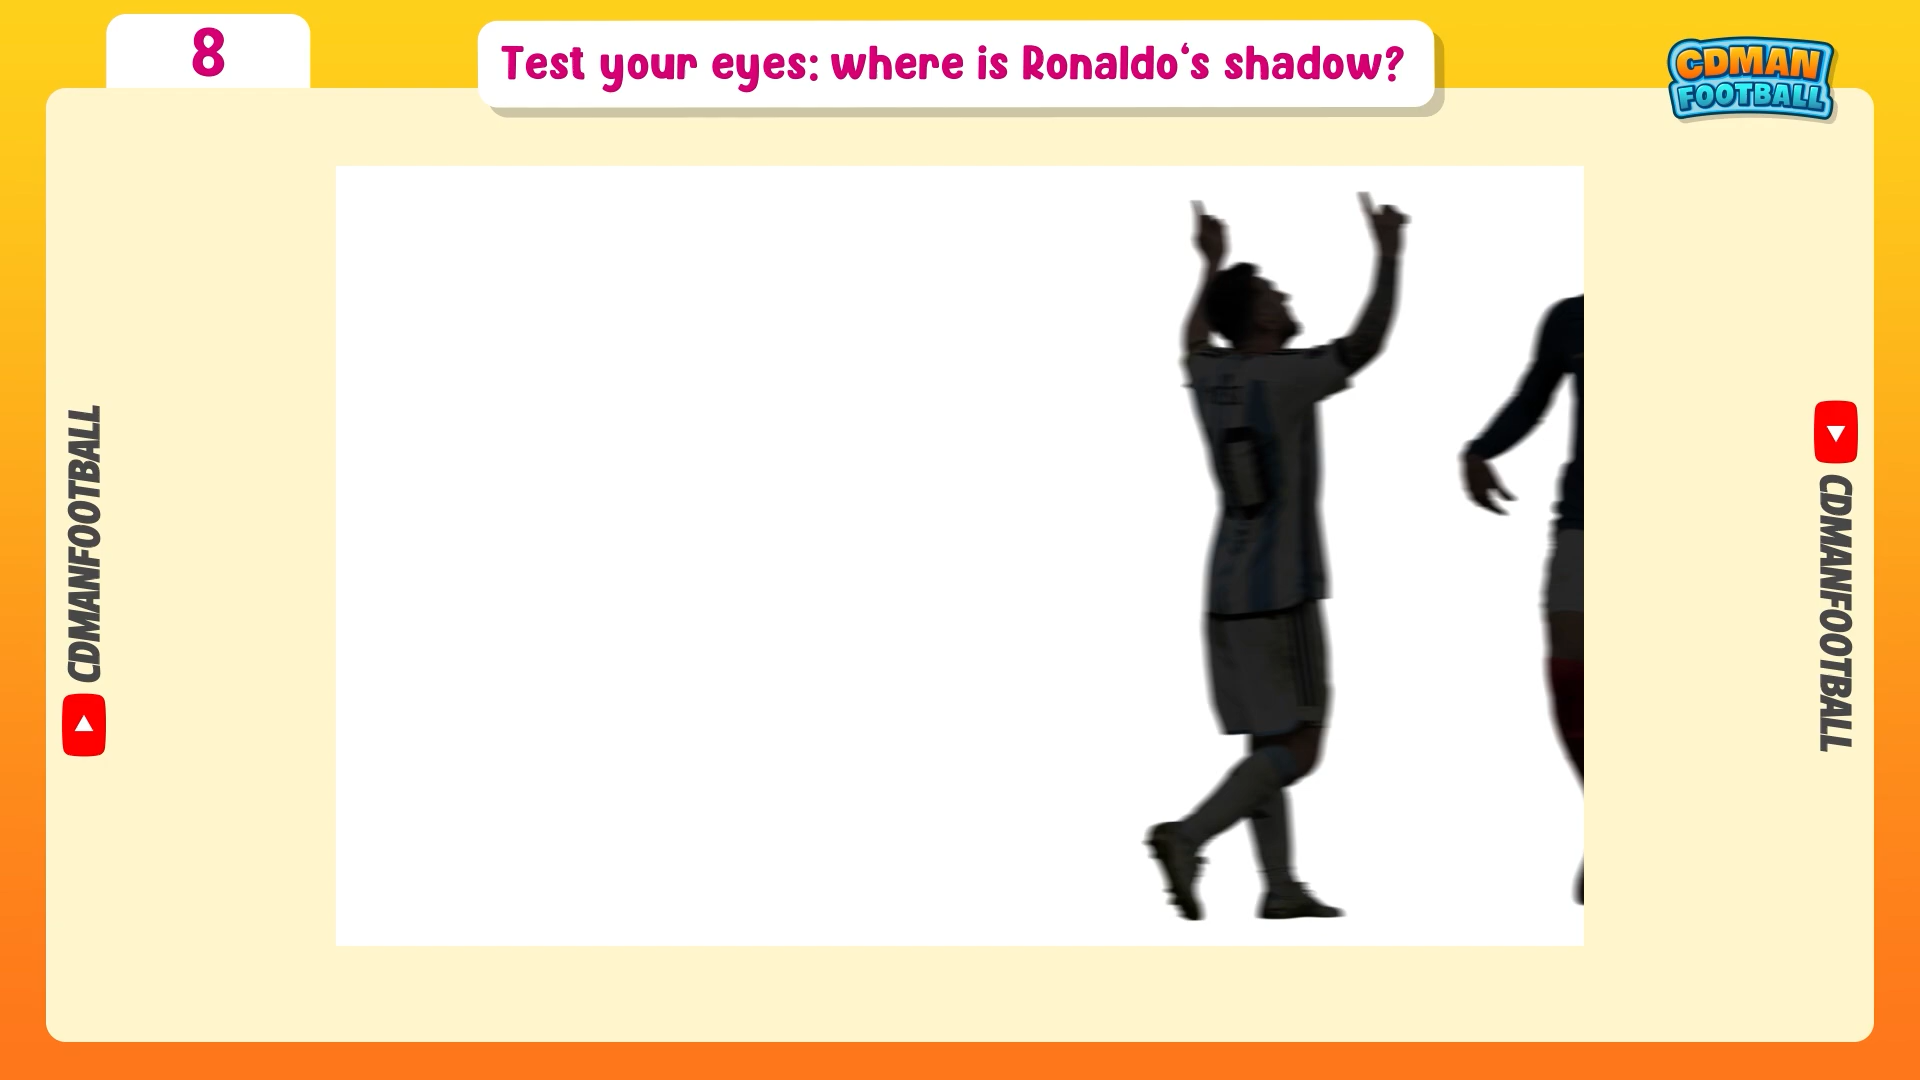 8
Test your eyes: where is Ronaldo‘s shadow?
CDMAN
FOOTBALL
CDMANFOOTBALL
CDMANFOOTBALL